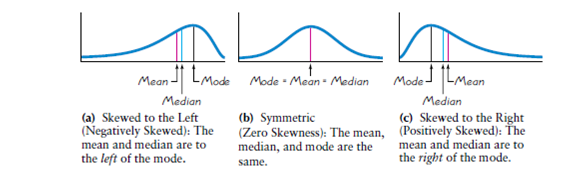 Mean
Mode
Median
(a) Skewed to the Left
(Negatively Skewed): The
mean and median are to
the left of the mode.
Mode = Mean = Median
(b) Symmetric
(Zero Skewness): The mean,
median, and mode are the
same.
Mode
Mean
Median
(c) Skewed to the Right
(Positively Skewed): The
mean and median are to
the right of the mode.